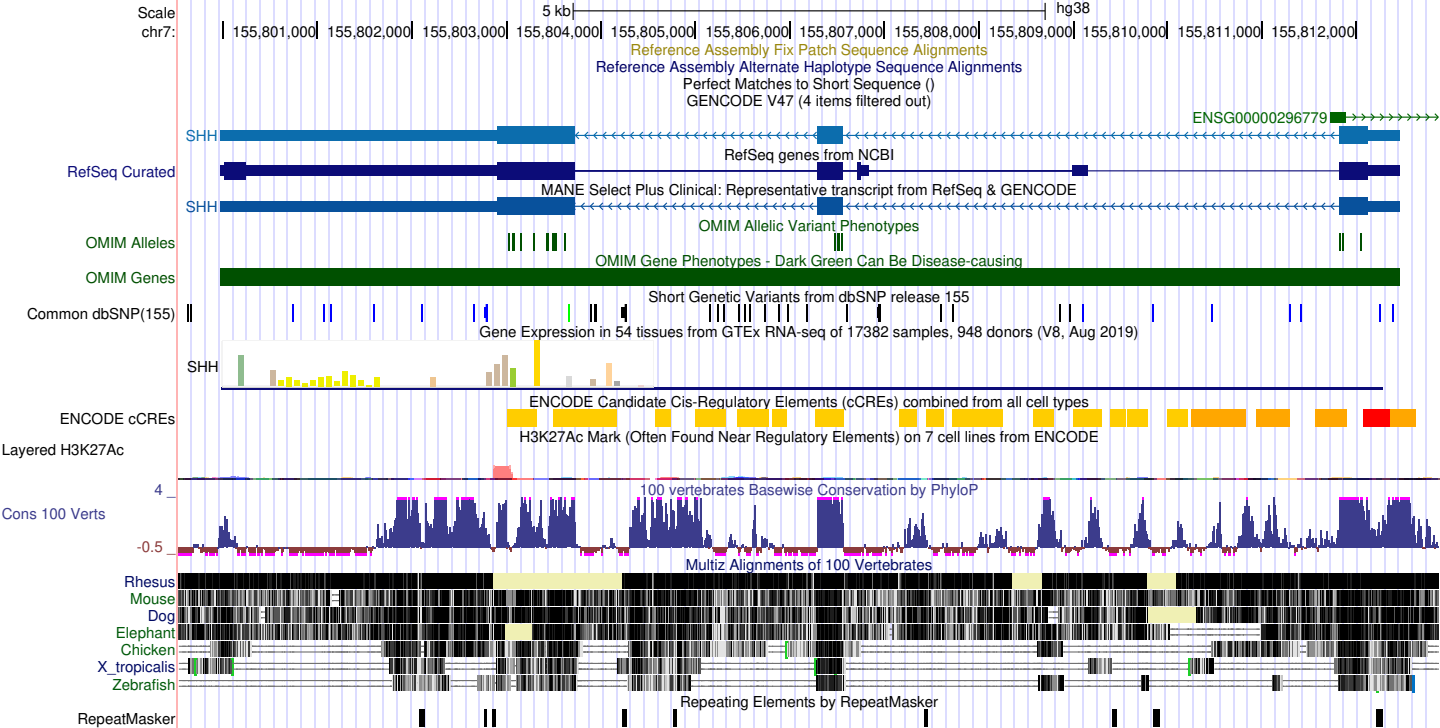 Scale 5 kb hg38
chr7: 155,801,000 155,802,000 155,803,000 155,804,000 155,805,000 155,806,000 155,807,000 155,808,000 155,809,000 155,810,000 155,811,000 155,812,000
Reference Assembly Fix Patch Sequence Alignments
Reference Assembly Alternate Haplotype Sequence Alignments
Perfect Matches to Short Sequence ()
GENCODE V47 (4 items filtered out)
ENSG00000296779
SHH
RefSeq genes from NCBI
RefSeq Curated
MANE Select Plus Clinical: Representative transcript from RefSeq & GENCODE
SHH
OMIM Allelic Variant Phenotypes
OMIM Alleles
OMIM Gene Phenotypes - Dark Green Can Be Disease-causing
OMIM Genes
Short Genetic Variants from dbSNP release 155
Common dbSNP(155)
Gene Expression in 54 tissues from GTEx RNA-seq of 17382 samples, 948 donors (V8, Aug 2019)
SHH
ENCODE Candidate Cis-Regulatory Elements (cCREs) combined from all cell types
ENCODE cCREs
H3K27Ac Mark (Often Found Near Regulatory Elements) on 7 cell lines from ENCODE
Layered H3K27Ac
100 vertebrates Basewise Conservation by PhyloP
4 _
Cons 100 Verts
-0.5 _
Multiz Alignments of 100 Vertebrates
Rhesus
Mouse
Dog
Elephant
Chicken
X_tropicalis
Zebrafish
Repeating Elements by RepeatMasker
RepeatMasker